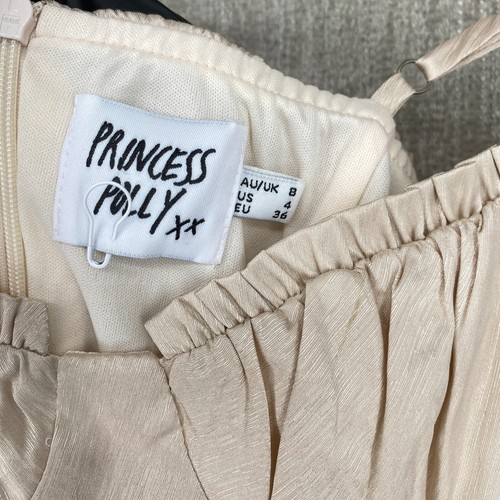 PRINCESS
POLLY xx
AU/UK 8
US 4
EU 36